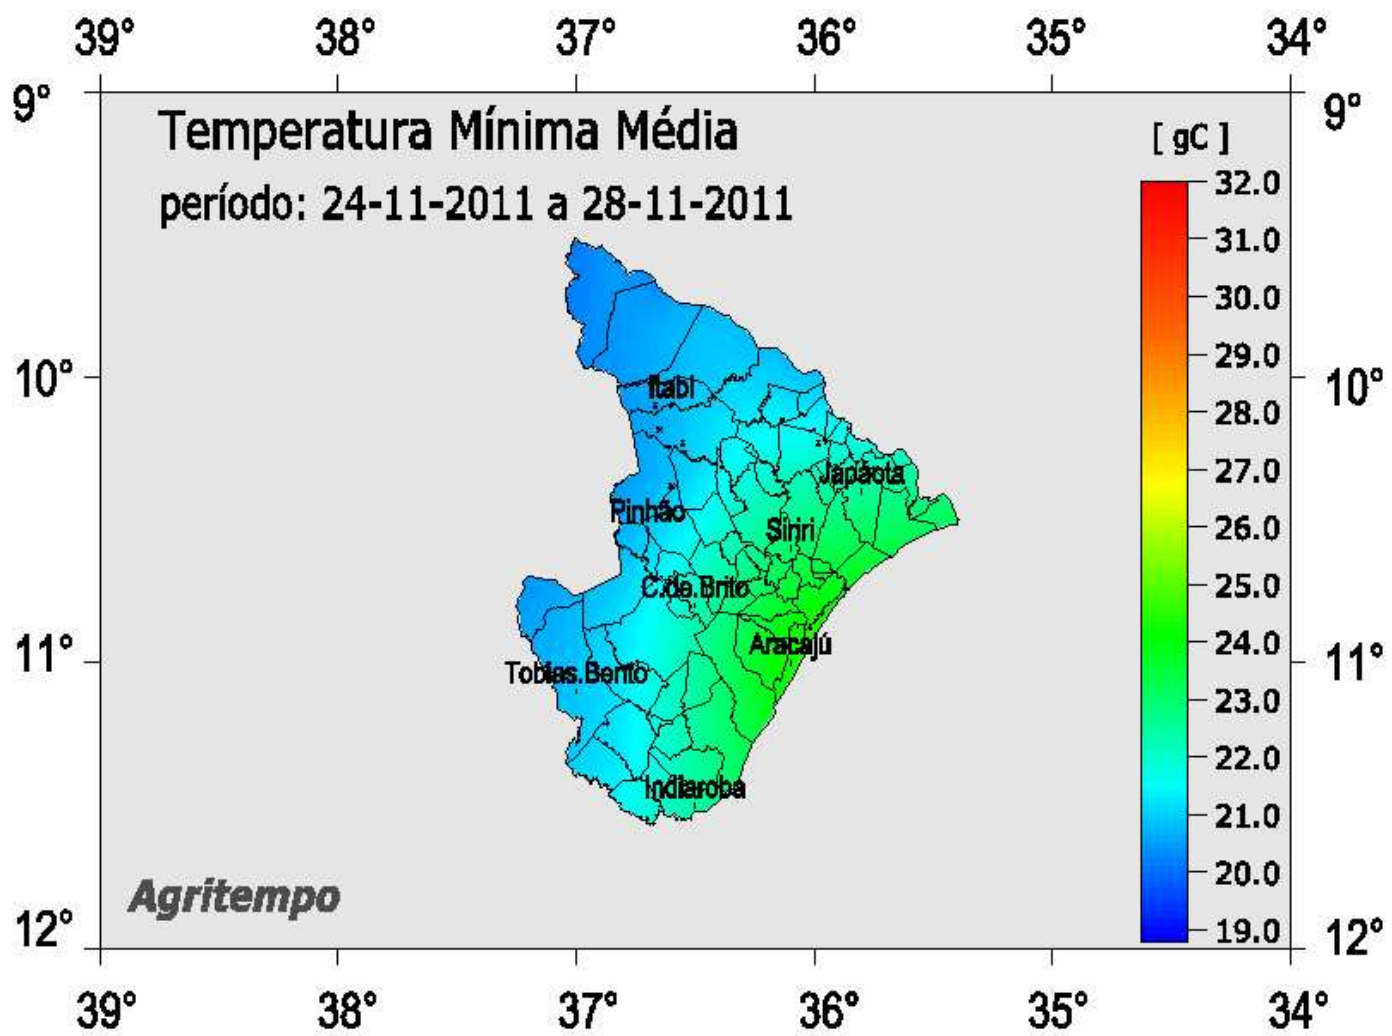 39° 38° 37° 36° 35° 34°
9° 9°
Temperatura Mínima Média
período: 24-11-2011 a 28-11-2011
[ gC ]
32.0
31.0
30.0
29.0
28.0
27.0
26.0
25.0
24.0
23.0
22.0
21.0
20.0
19.0
10° 10°
Itabi
Japaota
Pinhão
Siriri
C.de.Brito
Aracajú
11° 11°
Tobias.Berito
Indiaroba
Agritempo
12° 12°
39° 38° 37° 36° 35° 34°